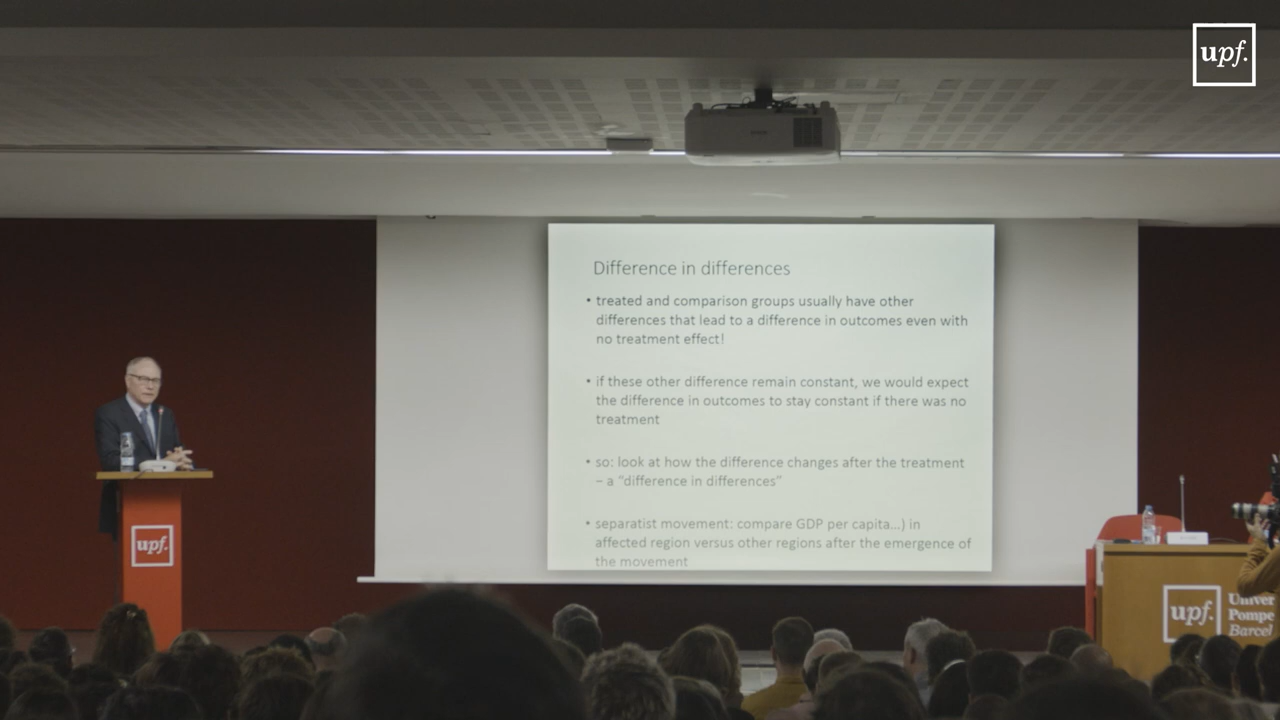 upf.
Difference in differences
• treated and comparison groups usually have other
differences that lead to a difference in outcomes even with
no treatment effect!
• if these other difference remain constant, we would expect
the difference in outcomes to stay constant if there was no
treatment
• so: look at how the difference changes after the treatment
– a "difference in differences"
• separatist movement: compare GDP per capita...) in
affected region versus other regions after the emergence of
the movement
upf.
upf.
Univer
Pompe
Barcel